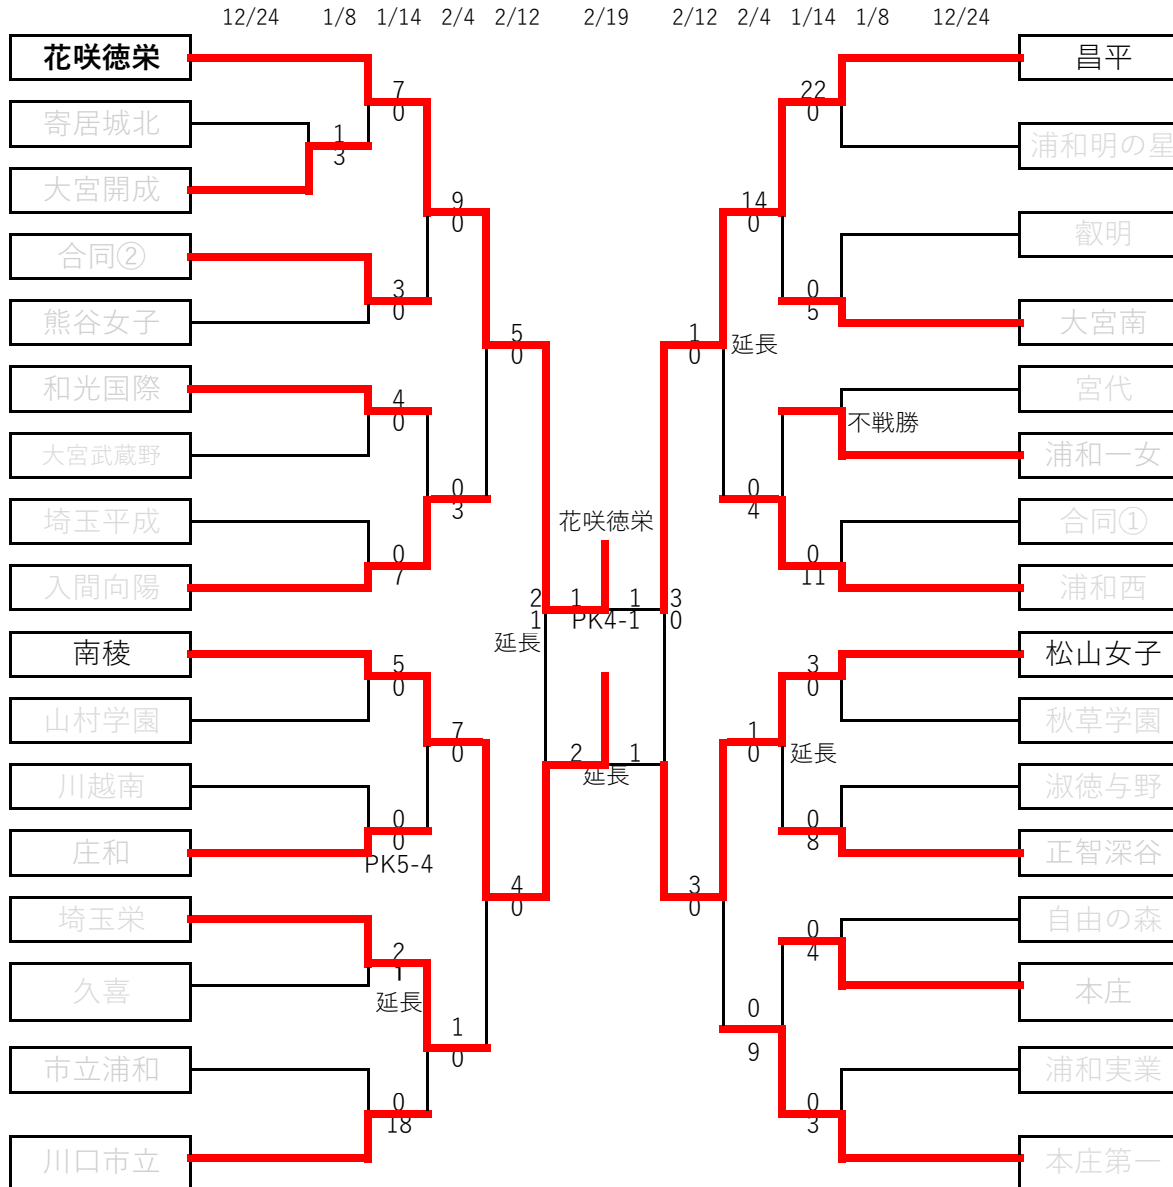 12/24 1/8 1/14 2/4 2/12 2/19 2/12 2/4 1/14 1/8 12/24
花咲徳栄
昌平
7
0
22
0
寄居城北
1
3
浦和明の星
大宮開成
9
0
14
0
叡明
合同②
3
0
0
5
熊谷女子
大宮南
5
0
1
0
延長
和光国際
4
0
宮代
不戦勝
大宮武蔵野
浦和一女
0
3
0
4
埼玉平成
花咲徳栄
合同①
0
7
0
11
入間向陽
浦和西
2
1
1
1
PK4-1
3
0
延長
南稜
5
0
3
0
松山女子
山村学園
秋草学園
7
0
1
0
延長
2
1
延長
川越南
淑徳与野
0
0
PK5-4
0
8
庄和
正智深谷
4
0
3
0
埼玉栄
自由の森
2
1
延長
0
4
久喜
本庄
1
0
0
9
市立浦和
浦和実業
0
18
0
3
川口市立
本庄第一